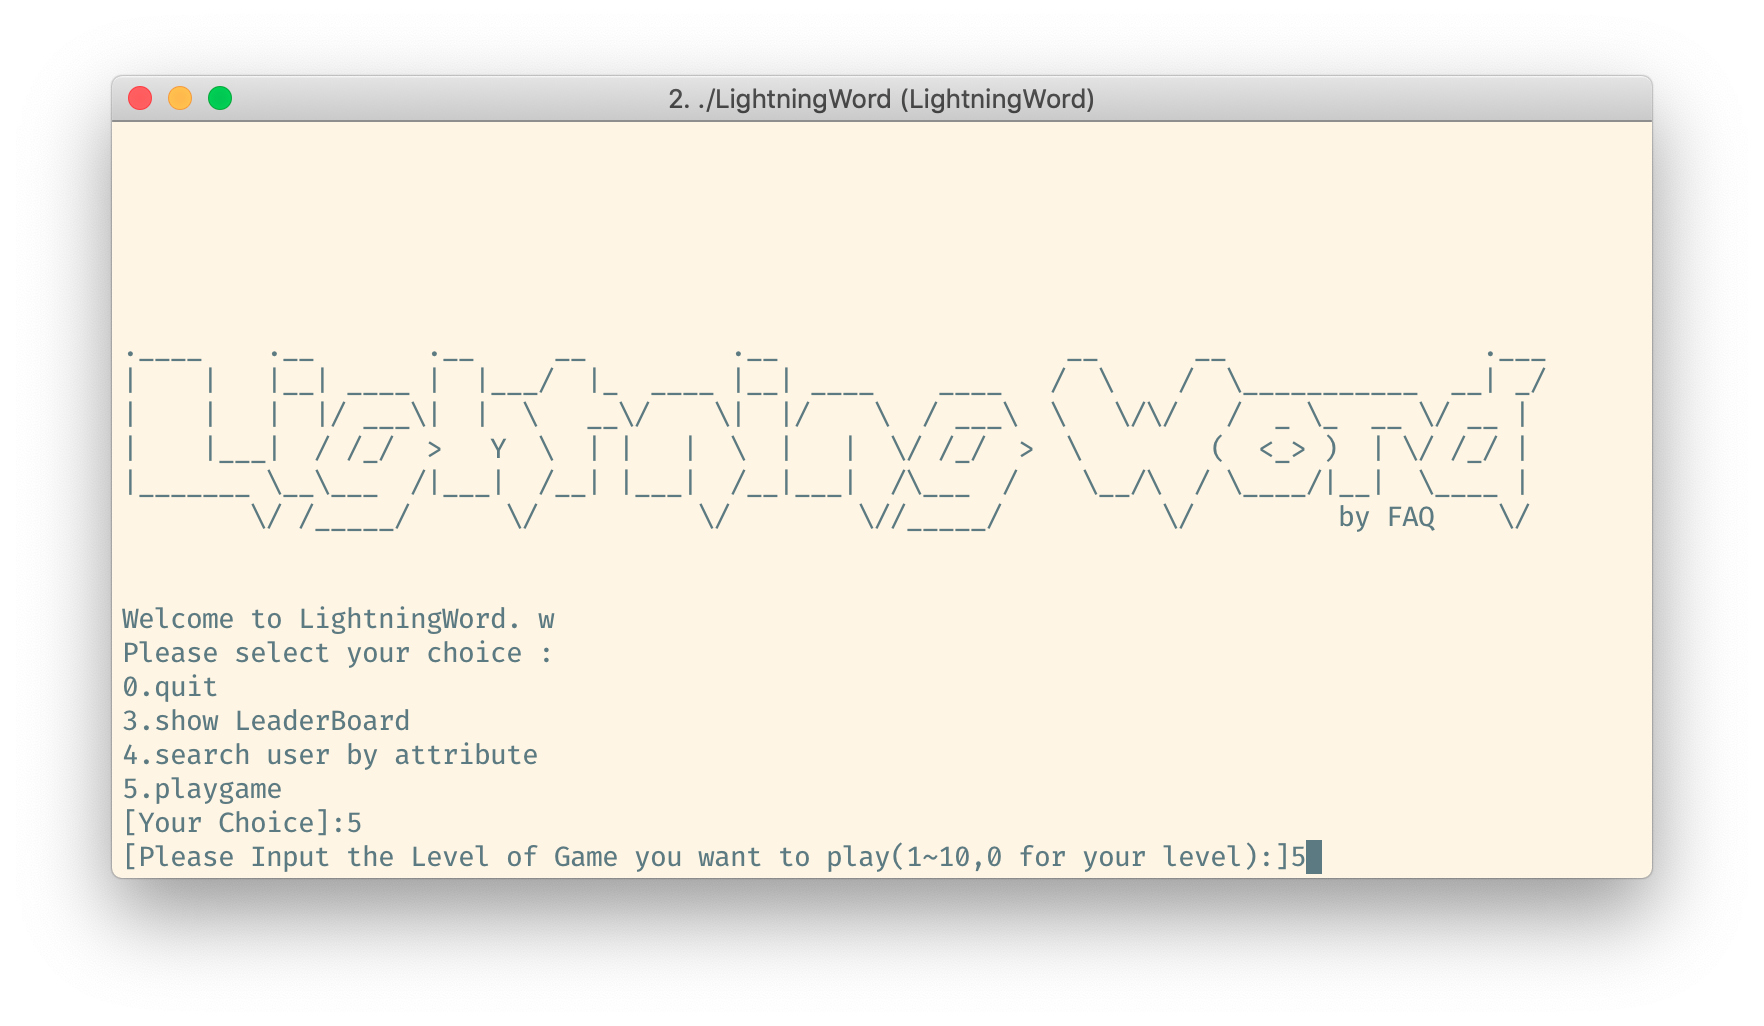 2. ./LightningWord (LightningWord)
Lightning Word
by FAQ
Welcome to LightningWord. w
Please select your choice :
0.quit
3.show LeaderBoard
4.search user by attribute
5.playgame
[Your Choice]:5
[Please Input the Level of Game you want to play(1~10,0 for your level):]5